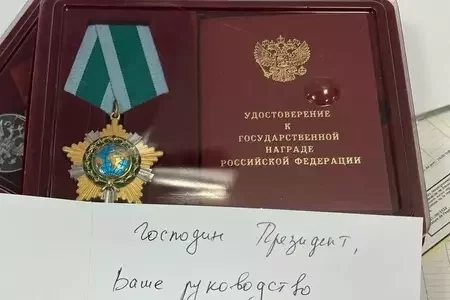 УДОСТОВЕРЕНИЕ
К
ГОСУДАРСТВЕННОЙ
НАГРАДЕ
РОССИЙСКОЙ ФЕДЕРАЦИИ
Господин Президент,
Ваше руководство